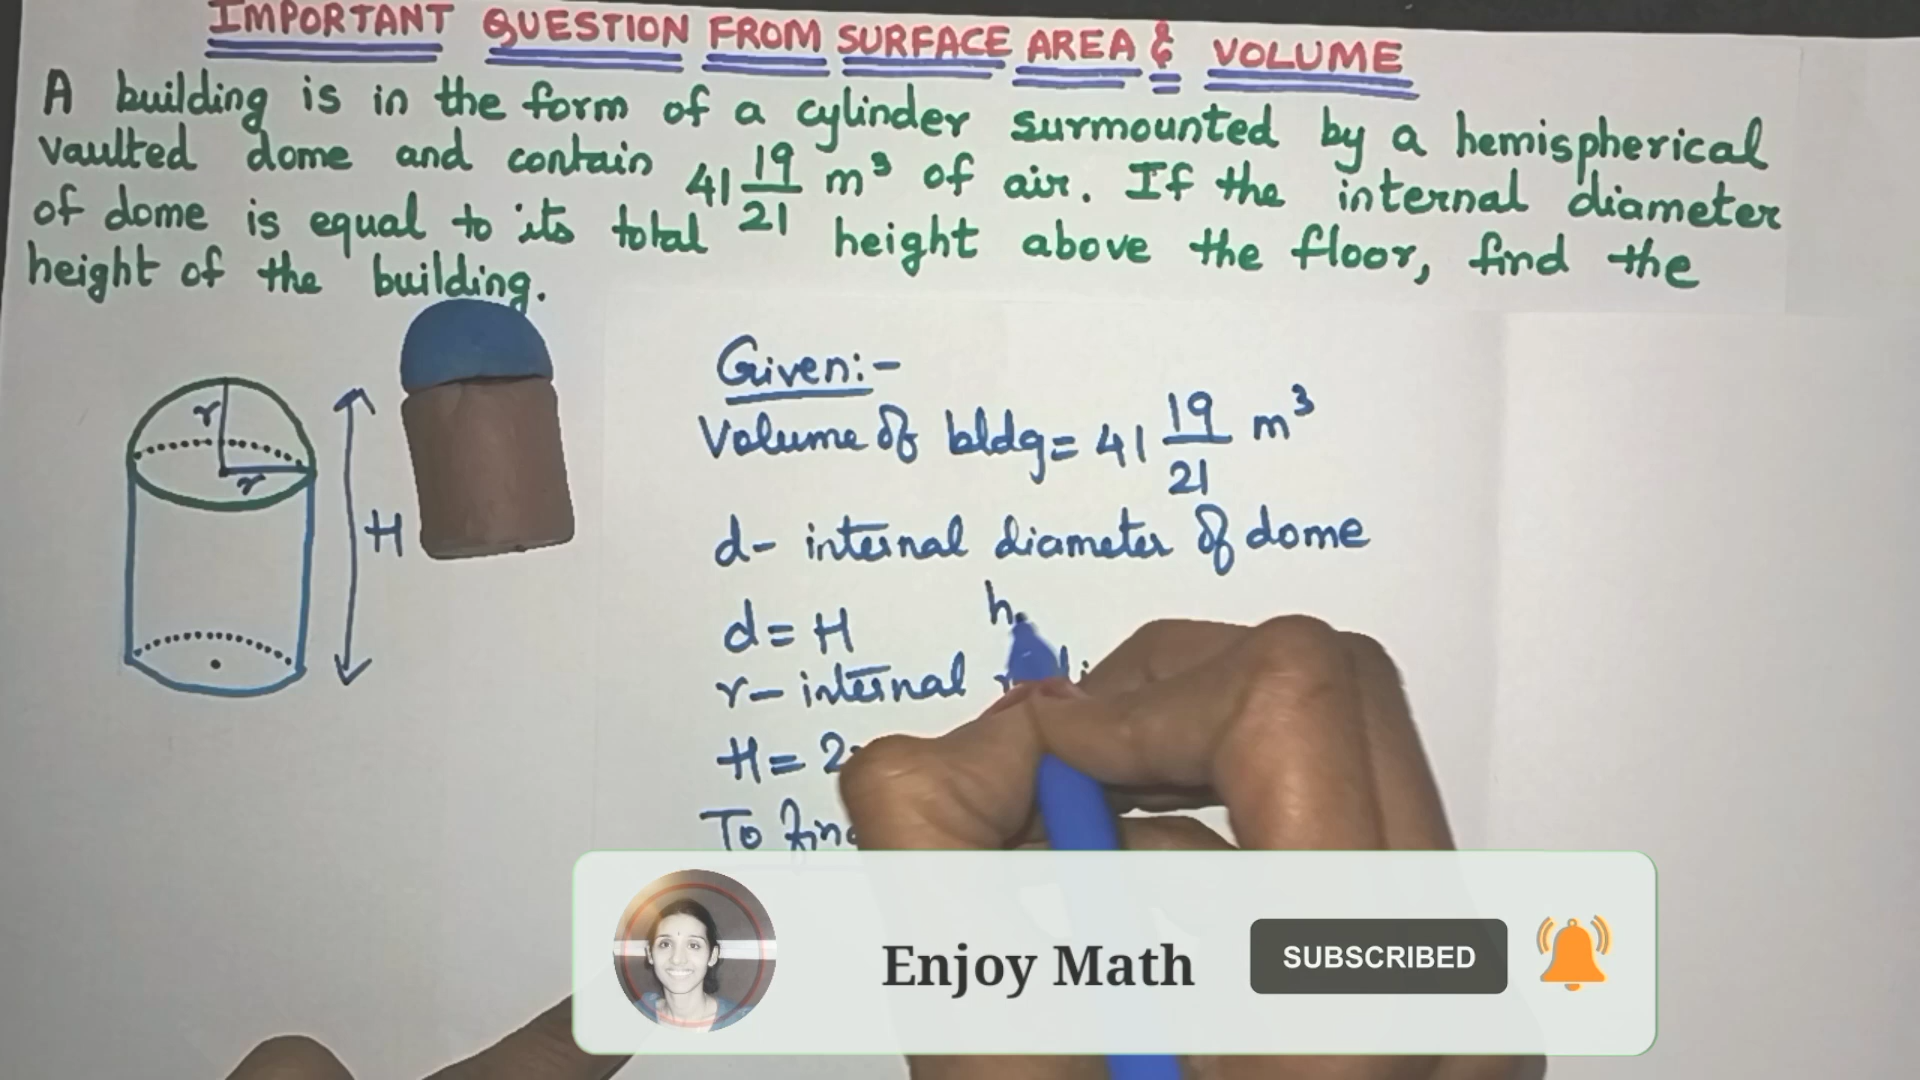 IMPORTANT QUESTION FROM SURFACE AREA & VOLUME
A building is in the form of a cylinder surmounted by a hemispherical
vaulted dome and contain 41 19/21 m³ of air. If the internal diameter
of dome is equal to its total height above the floor, find the
height of the building.
r
r
H
Given:-
Volume of bldg = 41 19/21 m³
d- internal diameter of dome
d = H
h
r- internal
H = 2
To
Enjoy Math
SUBSCRIBED